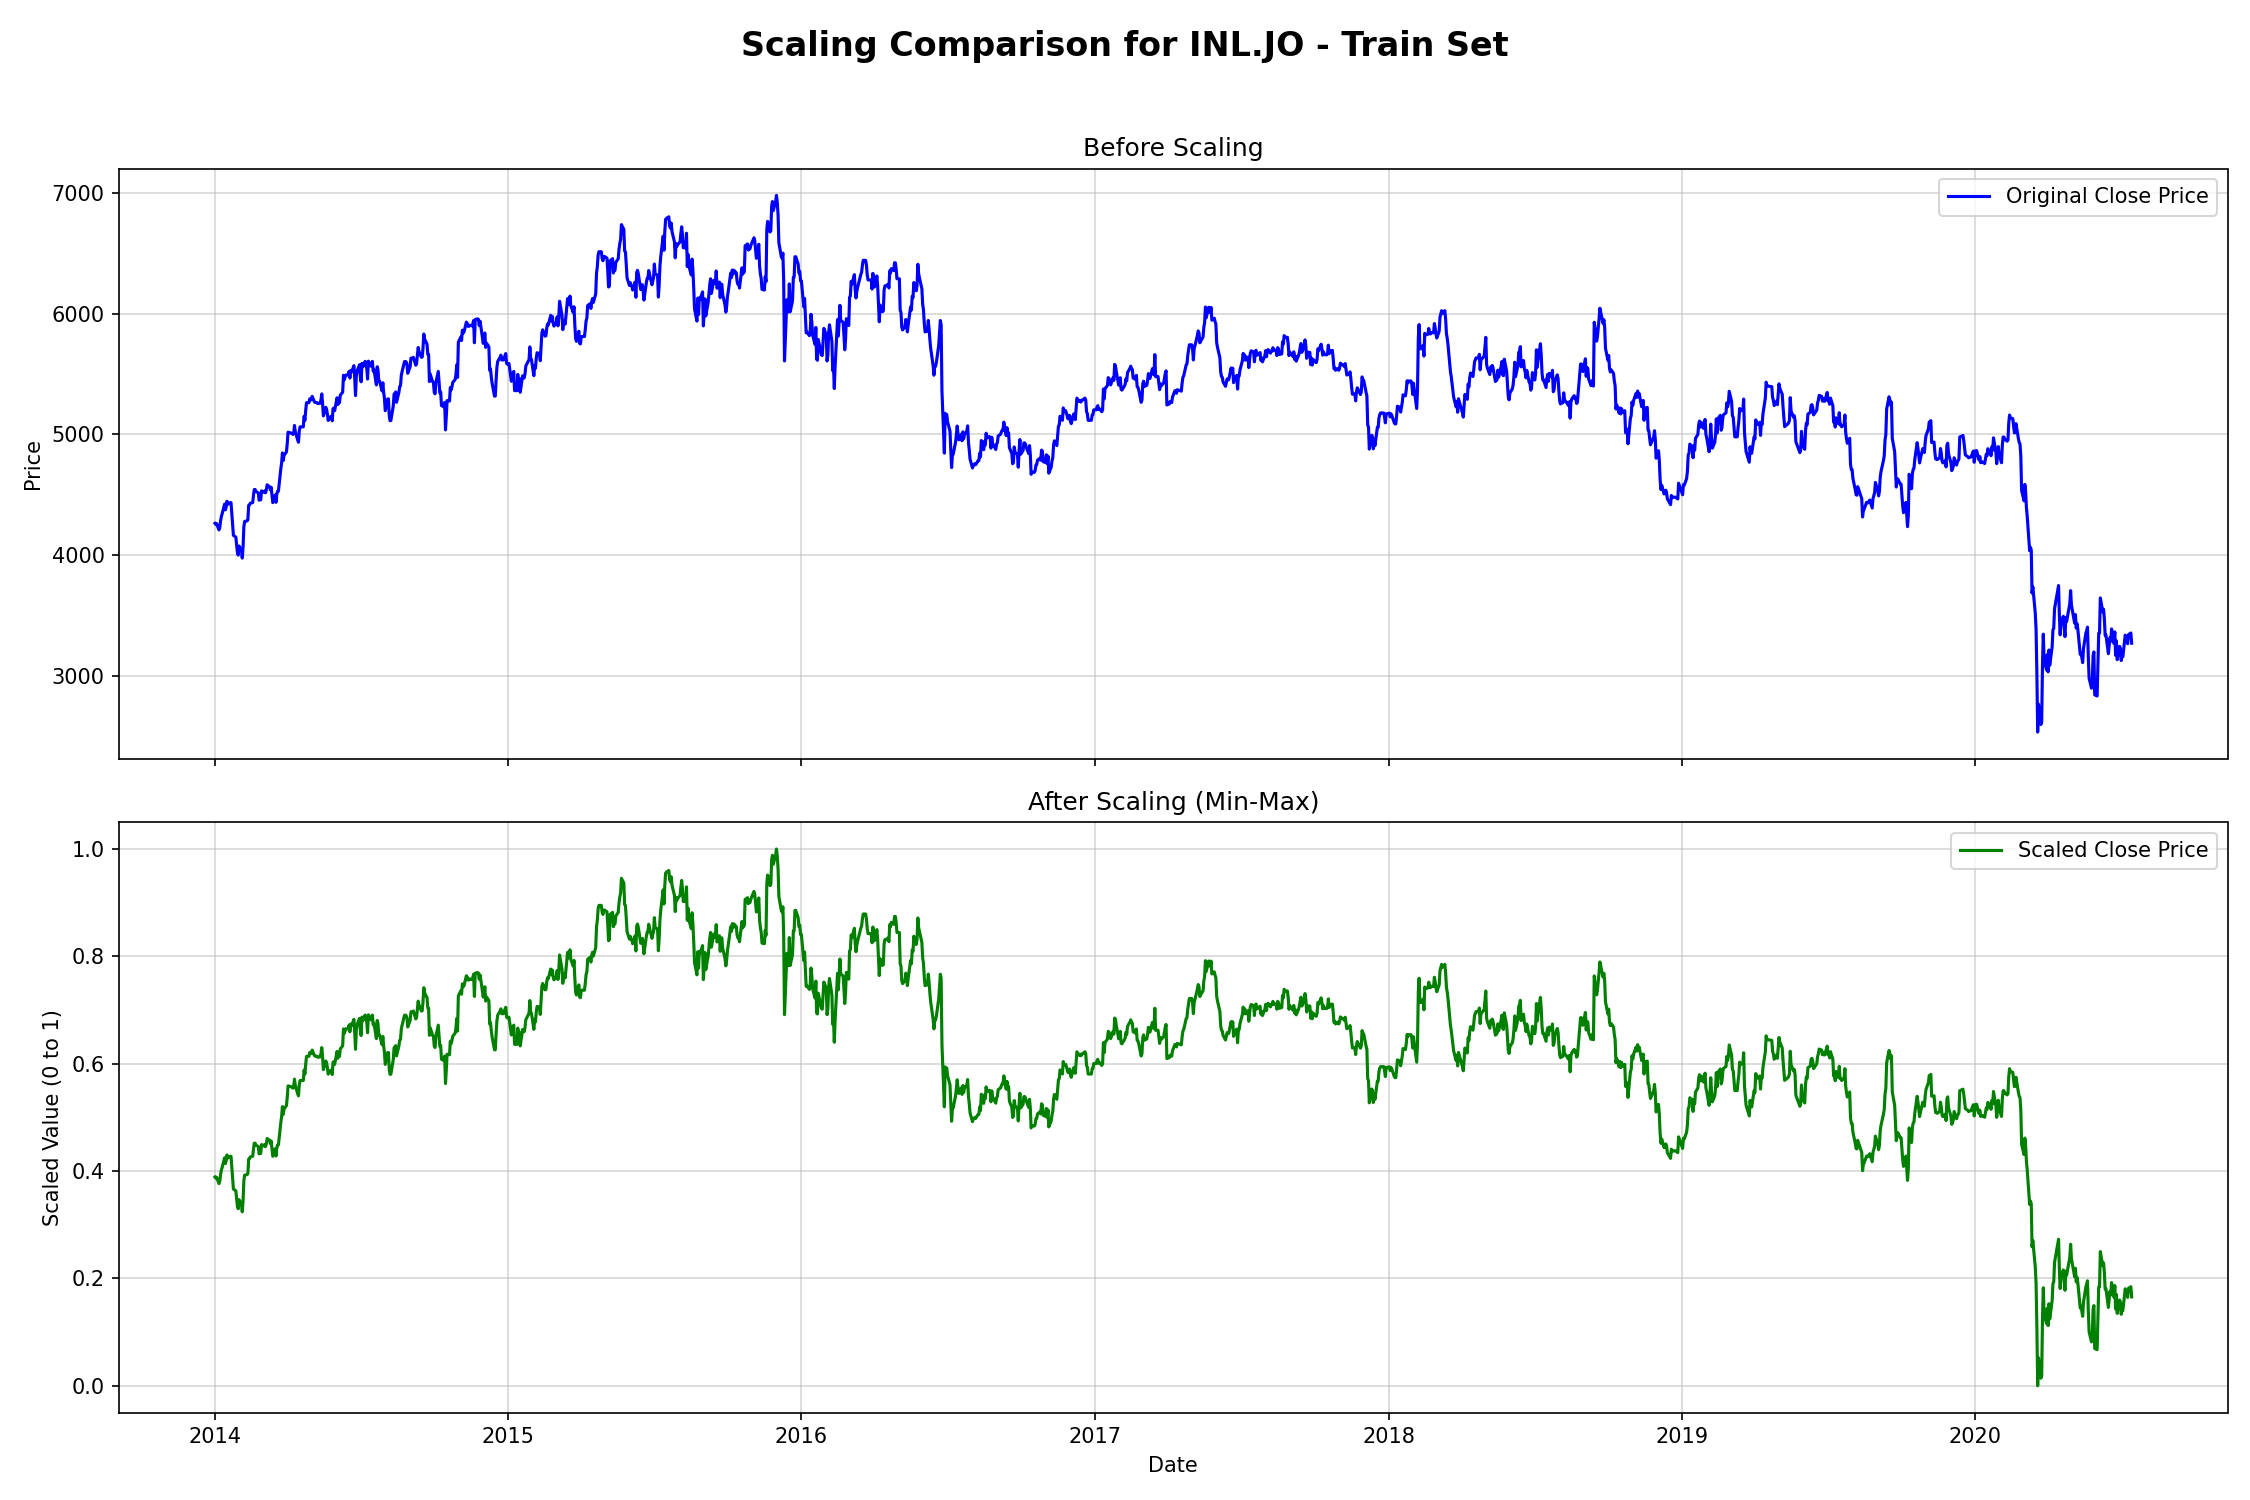 Scaling Comparison for INL.JO - Train Set
Before Scaling
Original Close Price
7000
6000
5000
4000
3000
Price
After Scaling (Min-Max)
Scaled Close Price
1.0
0.8
0.6
0.4
0.2
0.0
Scaled Value (0 to 1)
2014 2015 2016 2017 2018 2019 2020
Date